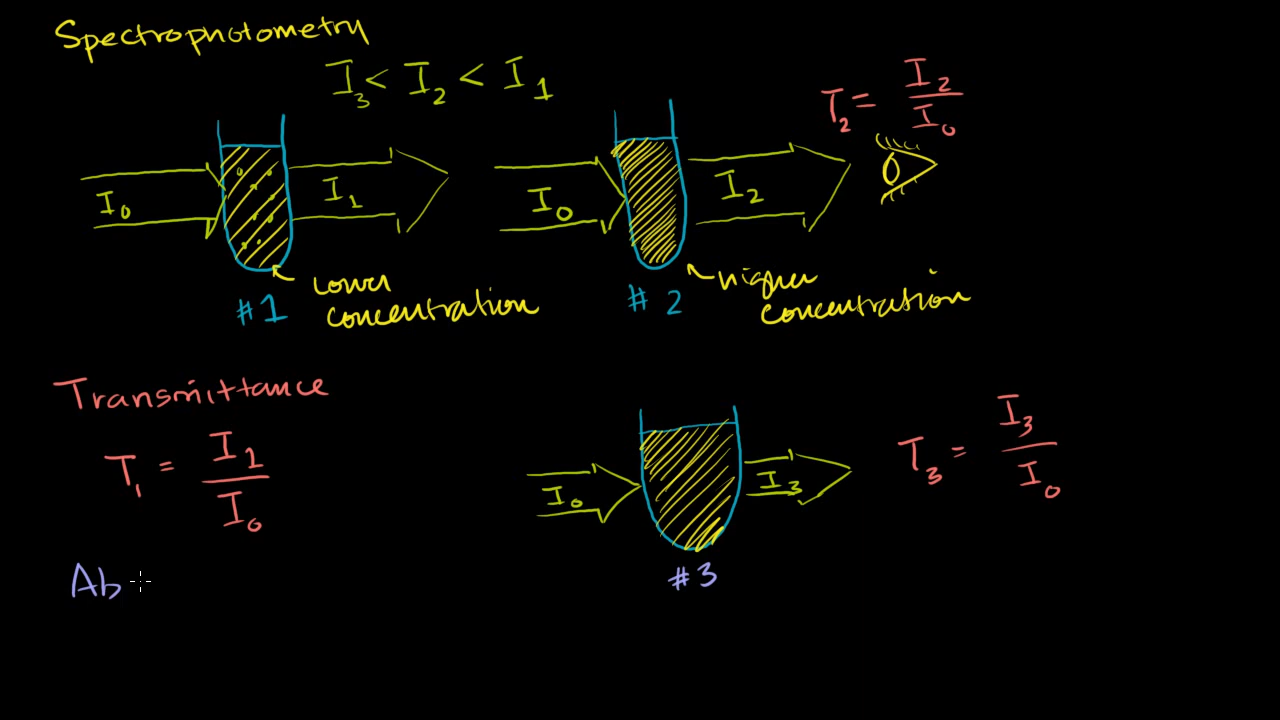 Spectrophotometry
I₃ < I₂ < I₁
T₂ = I₂/I₀
I₀
I₁
I₀
I₂
Lower
concentration
#1
higher
concentration
#2
Transmittance
T₁ = I₁/I₀
I₀
I₃
T₃ = I₃/I₀
#3
Ab